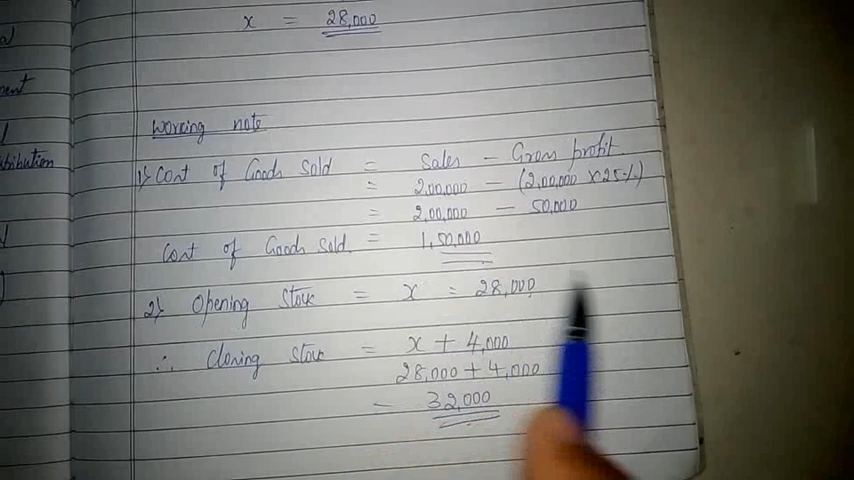 x = 28,000
ment
tribution
Working note
1) Cost of Goods Sold = Sales - Gross profit
= 2,00,000 - (2,00,000 X 25%)
= 2,00,000 - 50,000
Cost of Goods Sold = 1,50,000
2) Opening Stock = x = 28,000
∴ Closing Stock = x + 4,000
28,000 + 4,000
= 32,000